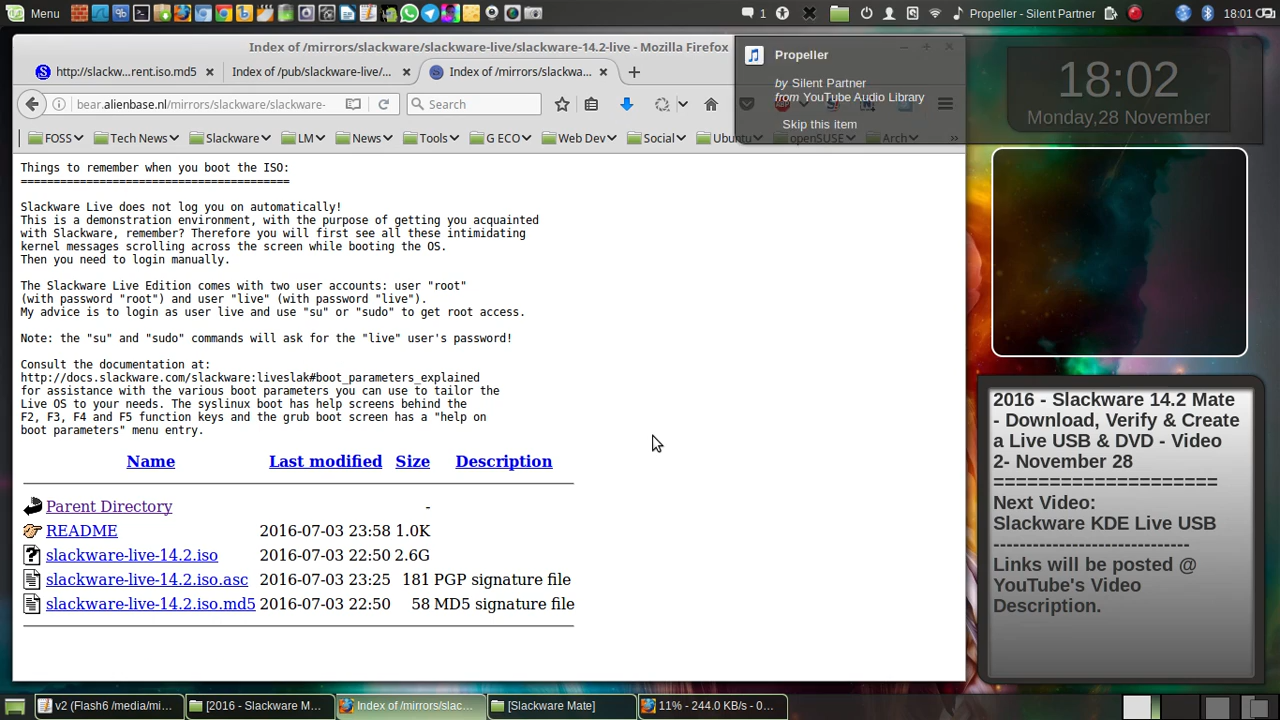 Menu
1
Propeller - Silent Partner
18:01
Index of /mirrors/slackware/slackware-live/slackware-14.2-live - Mozilla Firefox
http://slackw...rent.iso.md5
Index of /pub/slackware-live/...
Index of /mirrors/slackwa...
bear.alienbase.nl/mirrors/slackware/slackware-
Search
FOSS
Tech News
Slackware
LM
News
Tools
G ECO
Web Dev
Social
Ubuntu
openSUSE
Arch
Propeller
by Silent Partner
from YouTube Audio Library
Skip this item
18:02
Monday,28 November
Things to remember when you boot the ISO:
=========================================
Slackware Live does not log you on automatically!
This is a demonstration environment, with the purpose of getting you acquainted
with Slackware, remember? Therefore you will first see all these intimidating
kernel messages scrolling across the screen while booting the OS.
Then you need to login manually.
The Slackware Live Edition comes with two user accounts: user "root"
(with password "root") and user "live" (with password "live").
My advice is to login as user live and use "su" or "sudo" to get root access.
Note: the "su" and "sudo" commands will ask for the "live" user's password!
Consult the documentation at:
http://docs.slackware.com/slackware:liveslak#boot_parameters_explained
for assistance with the various boot parameters you can use to tailor the
Live OS to your needs. The syslinux boot has help screens behind the
F2, F3, F4 and F5 function keys and the grub boot screen has a "help on
boot parameters" menu entry.
Name Last modified Size Description
Parent Directory -
README 2016-07-03 23:58 1.0K
slackware-live-14.2.iso 2016-07-03 22:50 2.6G
slackware-live-14.2.iso.asc 2016-07-03 23:25 181 PGP signature file
slackware-live-14.2.iso.md5 2016-07-03 22:50 58 MD5 signature file
2016 - Slackware 14.2 Mate
- Download, Verify & Create
a Live USB & DVD - Video
2- November 28
====================
Next Video:
Slackware KDE Live USB
----------------------------
Links will be posted @
YouTube's Video
Description.
v2 (Flash6 /media/mi...
[2016 - Slackware M...
Index of /mirrors/slac...
[Slackware Mate]
11% - 244.0 KB/s - 0...